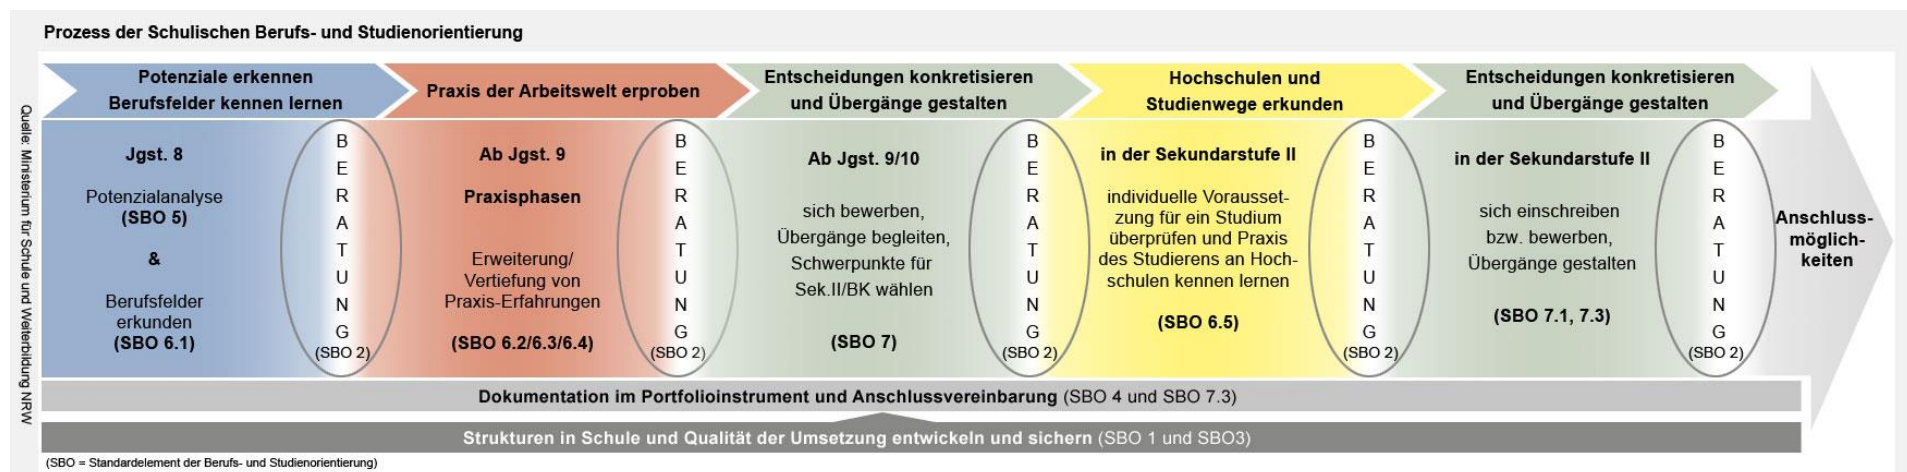 Prozess der Schulischen Berufs- und Studienorientierung
Quelle: Ministerium für Schule und Weiterbildung NRW
Potenziale erkennen
Berufsfelder kennen lernen
Jgst. 8
Potenzialanalyse
(SBO 5)
&
Berufsfelder
erkunden
(SBO 6.1)
BERATUNG
(SBO 2)
Praxis der Arbeitswelt erproben
Ab Jgst. 9
Praxisphasen
Erweiterung/
Vertiefung von
Praxis-Erfahrungen
(SBO 6.2/6.3/6.4)
BERATUNG
(SBO 2)
Entscheidungen konkretisieren
und Übergänge gestalten
Ab Jgst. 9/10
sich bewerben,
Übergänge begleiten,
Schwerpunkte für
Sek.II/BK wählen
(SBO 7)
BERATUNG
(SBO 2)
Hochschulen und
Studienwege erkunden
in der Sekundarstufe II
individuelle Vorausset-
zung für ein Studium
überprüfen und Praxis
des Studierens an Hoch-
schulen kennen lernen
(SBO 6.5)
BERATUNG
(SBO 2)
Entscheidungen konkretisieren
und Übergänge gestalten
in der Sekundarstufe II
sich einschreiben
bzw. bewerben,
Übergänge gestalten
(SBO 7.1, 7.3)
BERATUNG
(SBO 2)
Anschluss-
möglich-
keiten
Dokumentation im Portfolioinstrument und Anschlussvereinbarung (SBO 4 und SBO 7.3)
Strukturen in Schule und Qualität der Umsetzung entwickeln und sichern (SBO 1 und SBO3)
(SBO = Standardelement der Berufs- und Studienorientierung)